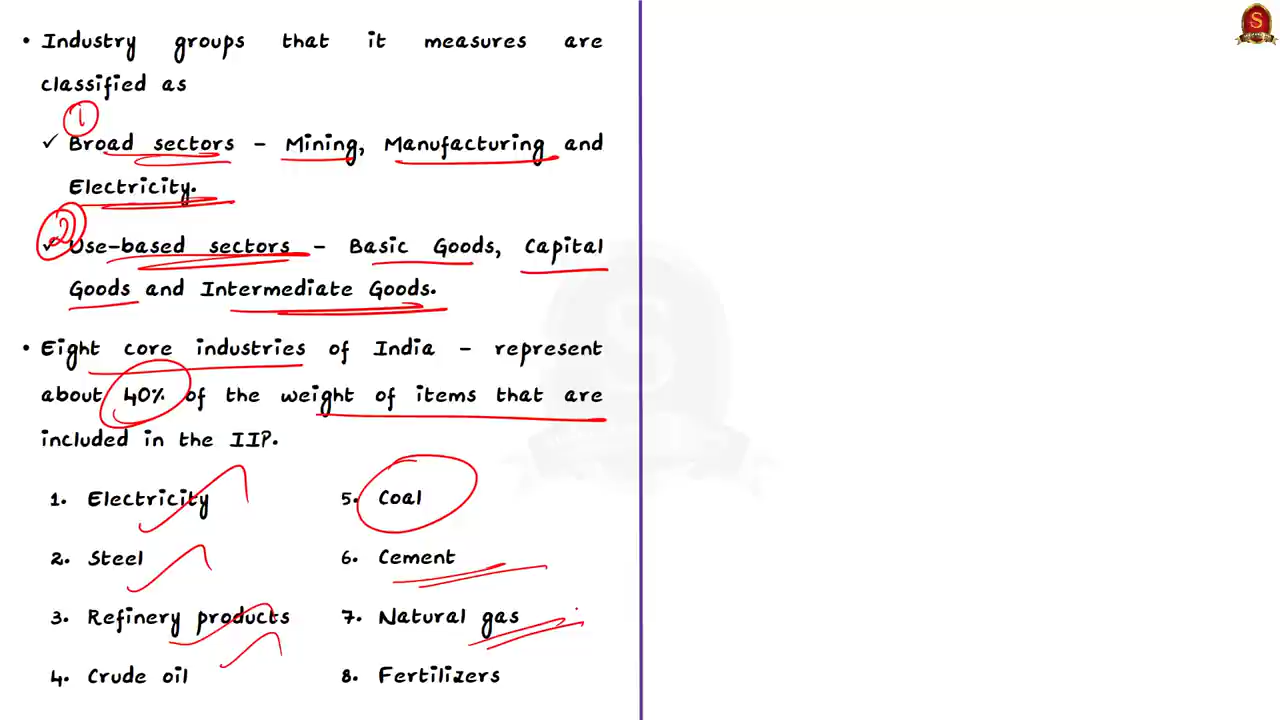 • Industry groups that it measures are
classified as
1
✓ Broad sectors - Mining, Manufacturing and
Electricity.
2
✓ Use-based sectors - Basic Goods, Capital
Goods and Intermediate Goods.
• Eight core industries of India - represent
about 40% of the weight of items that are
included in the IIP.
1. Electricity
2. Steel
3. Refinery products
4. Crude oil
5. Coal
6. Cement
7. Natural gas
8. Fertilizers
S